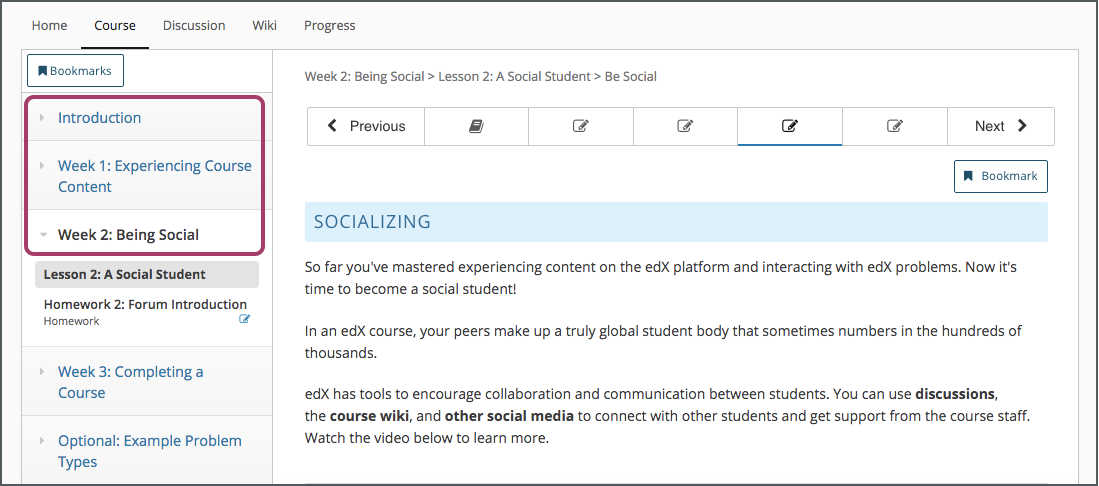 Home Course Discussion Wiki Progress
Bookmarks
Introduction
Week 1: Experiencing Course
Content
Week 2: Being Social
Lesson 2: A Social Student
Homework 2: Forum Introduction
Homework
Week 3: Completing a
Course
Optional: Example Problem
Types
Week 2: Being Social > Lesson 2: A Social Student > Be Social
Previous Next
Bookmark
SOCIALIZING
So far you've mastered experiencing content on the edX platform and interacting with edX problems. Now it's
time to become a social student!
In an edX course, your peers make up a truly global student body that sometimes numbers in the hundreds of
thousands.
edX has tools to encourage collaboration and communication between students. You can use discussions,
the course wiki, and other social media to connect with other students and get support from the course staff.
Watch the video below to learn more.